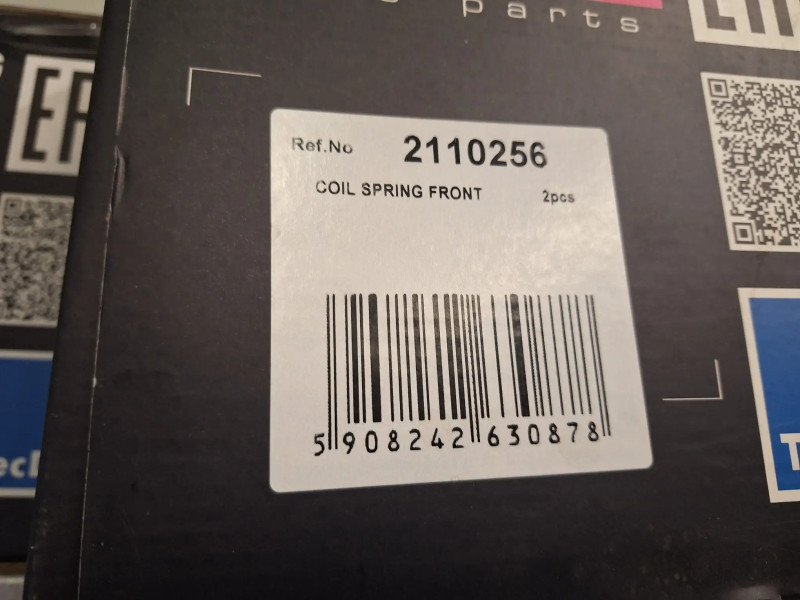 parts
Ref.No 2110256
COIL SPRING FRONT 2pcs
5 908242 630878